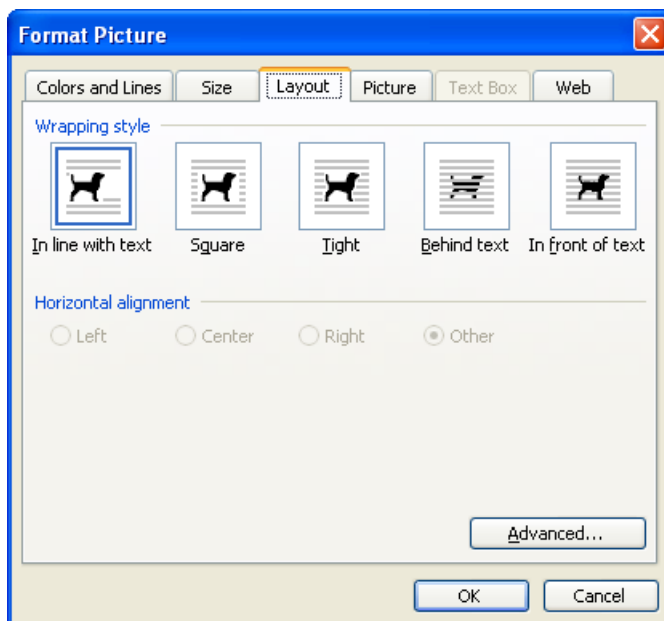 Format Picture
Colors and Lines Size Layout Picture Text Box Web
Wrapping style
In line with text Square Tight Behind text In front of text
Horizontal alignment
Left Center Right Other
Advanced...
OK Cancel